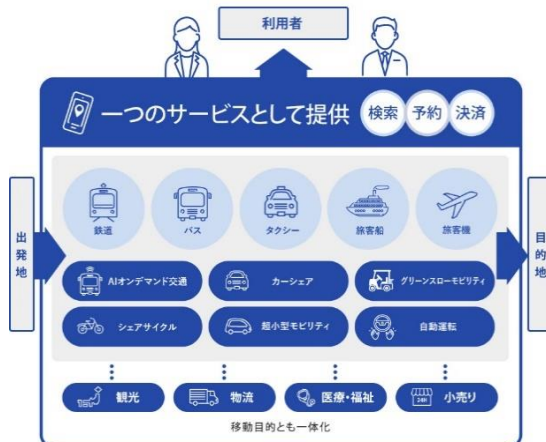 利用者
一つのサービスとして提供
検索
予約
決済
出発地
目的地
鉄道
バス
タクシー
旅客船
旅客機
AIオンデマンド交通
カーシェア
グリーンスローモビリティ
シェアサイクル
超小型モビリティ
自動運転
観光
物流
医療・福祉
24H
小売り
移動目的とも一体化